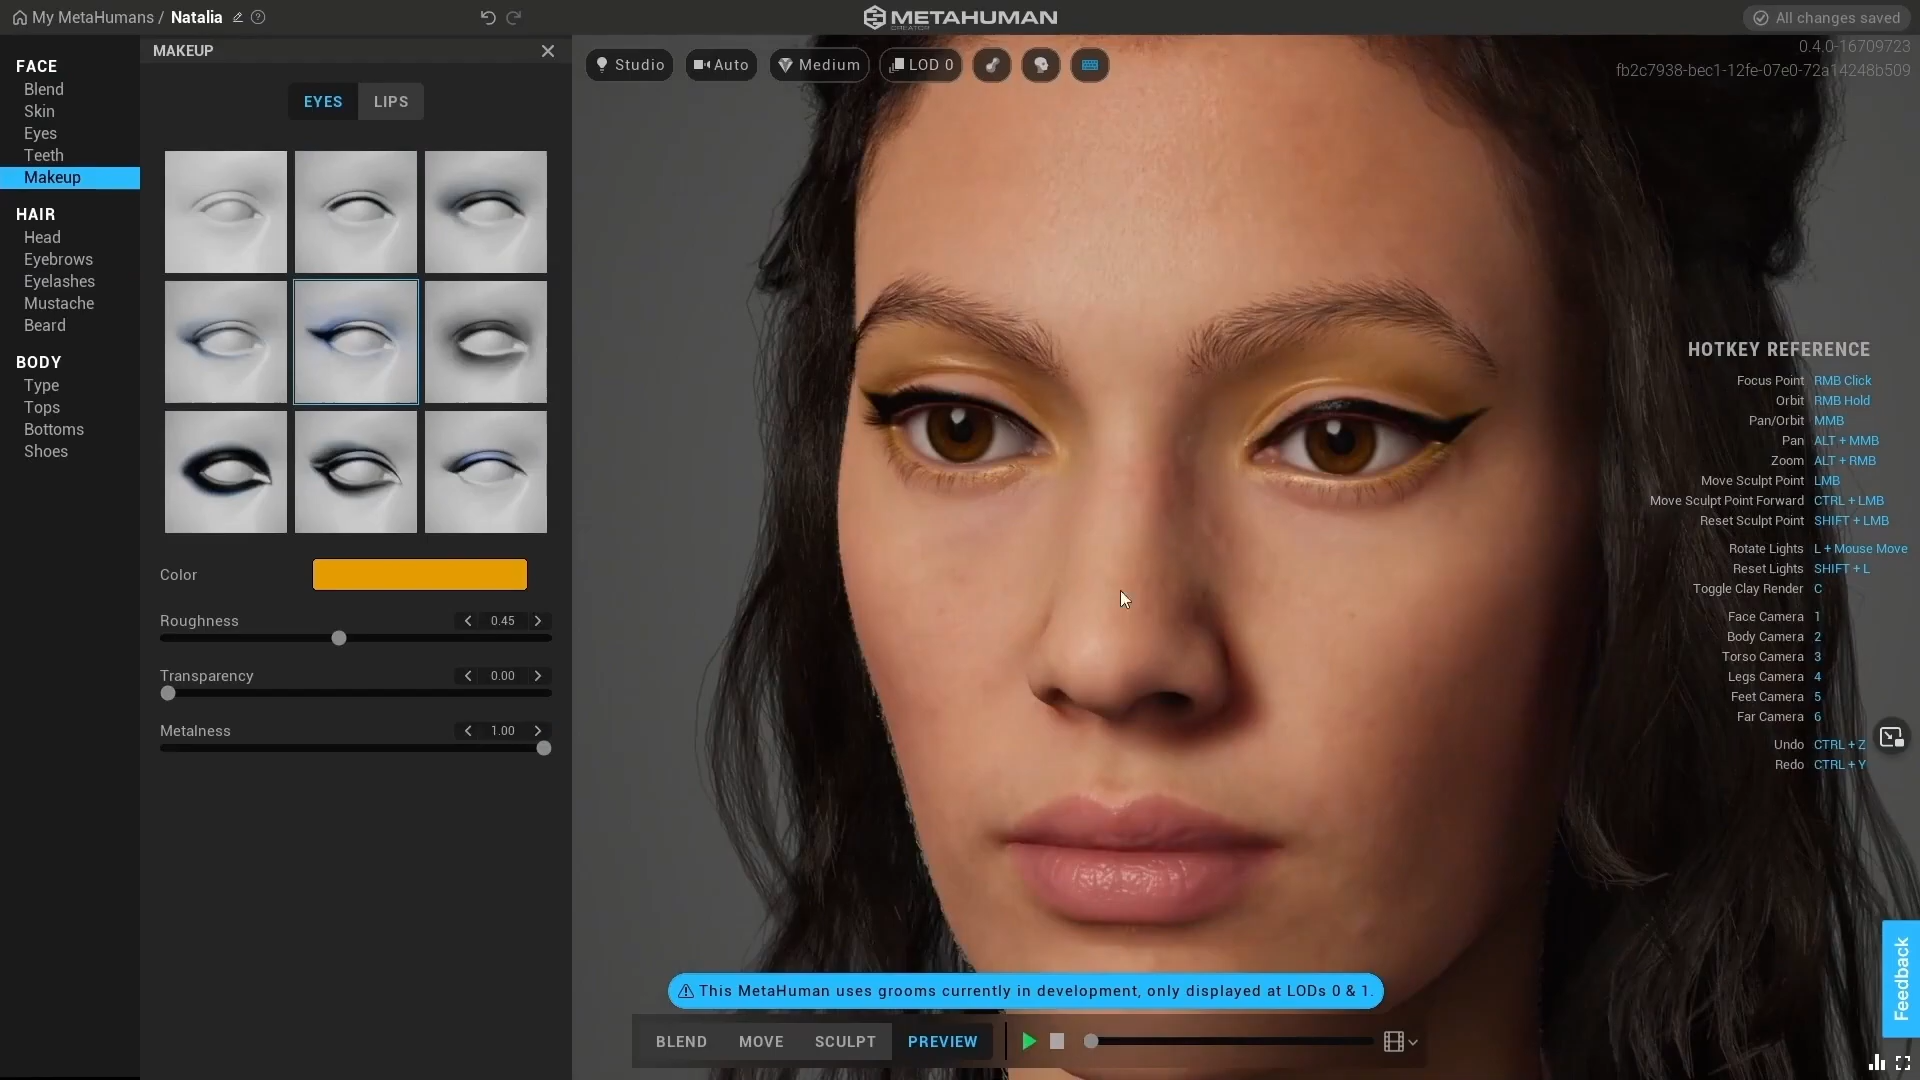 My MetaHumans / Natalia
METAHUMAN
CREATOR
All changes saved
MAKEUP
Studio
Auto
Medium
LOD 0
0.4.0-16709723
fb2c7938-bec1-12fe-07e0-72a14248b509
FACE
Blend
Skin
Eyes
Teeth
Makeup
HAIR
Head
Eyebrows
Eyelashes
Mustache
Beard
BODY
Type
Tops
Bottoms
Shoes
EYES LIPS
Color
Roughness 0.45
Transparency 0.00
Metalness 1.00
HOTKEY REFERENCE
Focus Point RMB Click
Orbit RMB Hold
Pan/Orbit MMB
Pan ALT + MMB
Zoom ALT + RMB
Move Sculpt Point LMB
Move Sculpt Point Forward CTRL + LMB
Reset Sculpt Point SHIFT + LMB
Rotate Lights L + Mouse Move
Reset Lights SHIFT + L
Toggle Clay Render C
Face Camera 1
Body Camera 2
Torso Camera 3
Legs Camera 4
Feet Camera 5
Far Camera 6
Undo CTRL + Z
Redo CTRL + Y
Feedback
This MetaHuman uses grooms currently in development, only displayed at LODs 0 & 1.
BLEND MOVE SCULPT PREVIEW